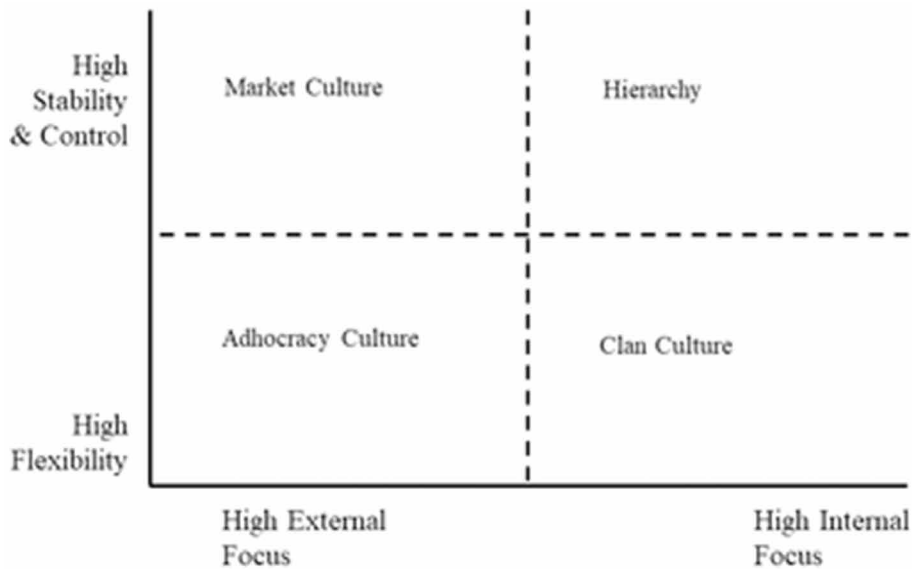 High
Stability
& Control
Market Culture
Hierarchy
Adhocracy Culture
Clan Culture
High
Flexibility
High External
Focus
High Internal
Focus